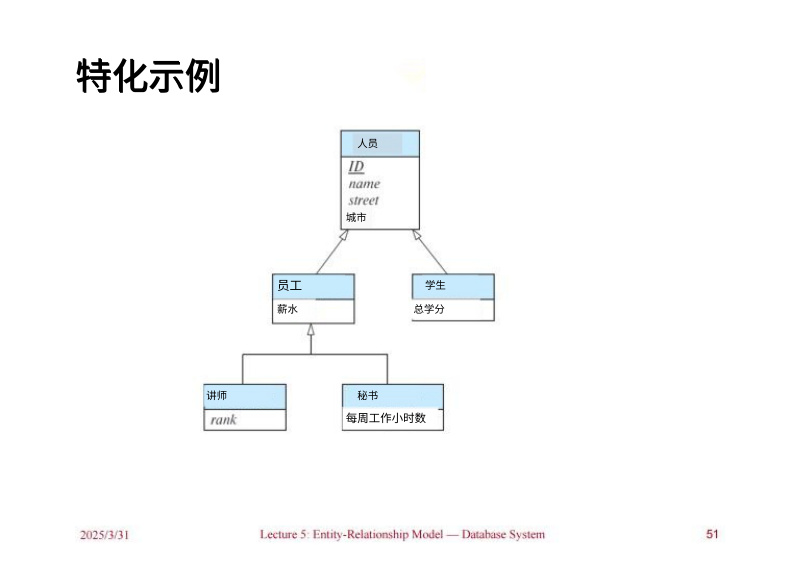 特化示例
人员
ID
name
street
城市
员工
薪水
学生
总学分
讲师
rank
秘书
每周工作小时数
2025/3/31
Lecture 5: Entity-Relationship Model — Database System
51